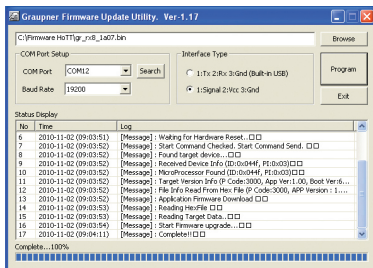 Graupner Firmware Update Utility. Ver-1.17
C:\Firmware HoTT\gr_rx8_1a07.bin
Browse
COM Port Setup
Interface Type
COM Port
COM12
Search
1:Tx 2:Rx 3:Gnd (Built-in USB)
Program
Baud Rate
19200
1:Signal 2:Vcc 3:Gnd
Exit
Status Display
No Time Log
6 2010-11-02 (09:03:51) [Message] : Waiting for Hardware Reset..
7 2010-11-02 (09:03:52) [Message] : Start Command Checked. Start Command Send.
8 2010-11-02 (09:03:52) [Message] : Found target device...
9 2010-11-02 (09:03:52) [Message] : Received Device Info (ID:0x044f, PI:0x03)
10 2010-11-02 (09:03:52) [Message] : MicroProcessor Found (ID:0x044f, PI:0x03)
11 2010-11-02 (09:03:52) [Message] : Target Version Info (P Code:3000, App Ver:1.00, Boot Ver:6...
12 2010-11-02 (09:03:52) [Message] : File Info Read From Hex File (P Code:3000, APP Version : 1....
13 2010-11-02 (09:03:52) [Message] : Application Firmware Download
14 2010-11-02 (09:03:53) [Message] : Reading HexFile
15 2010-11-02 (09:03:53) [Message] : Reading Target Data..
16 2010-11-02 (09:03:54) [Message] : Start Firmware upgrade...
17 2010-11-02 (09:04:11) [Message] : Complete!!
Complete...100%